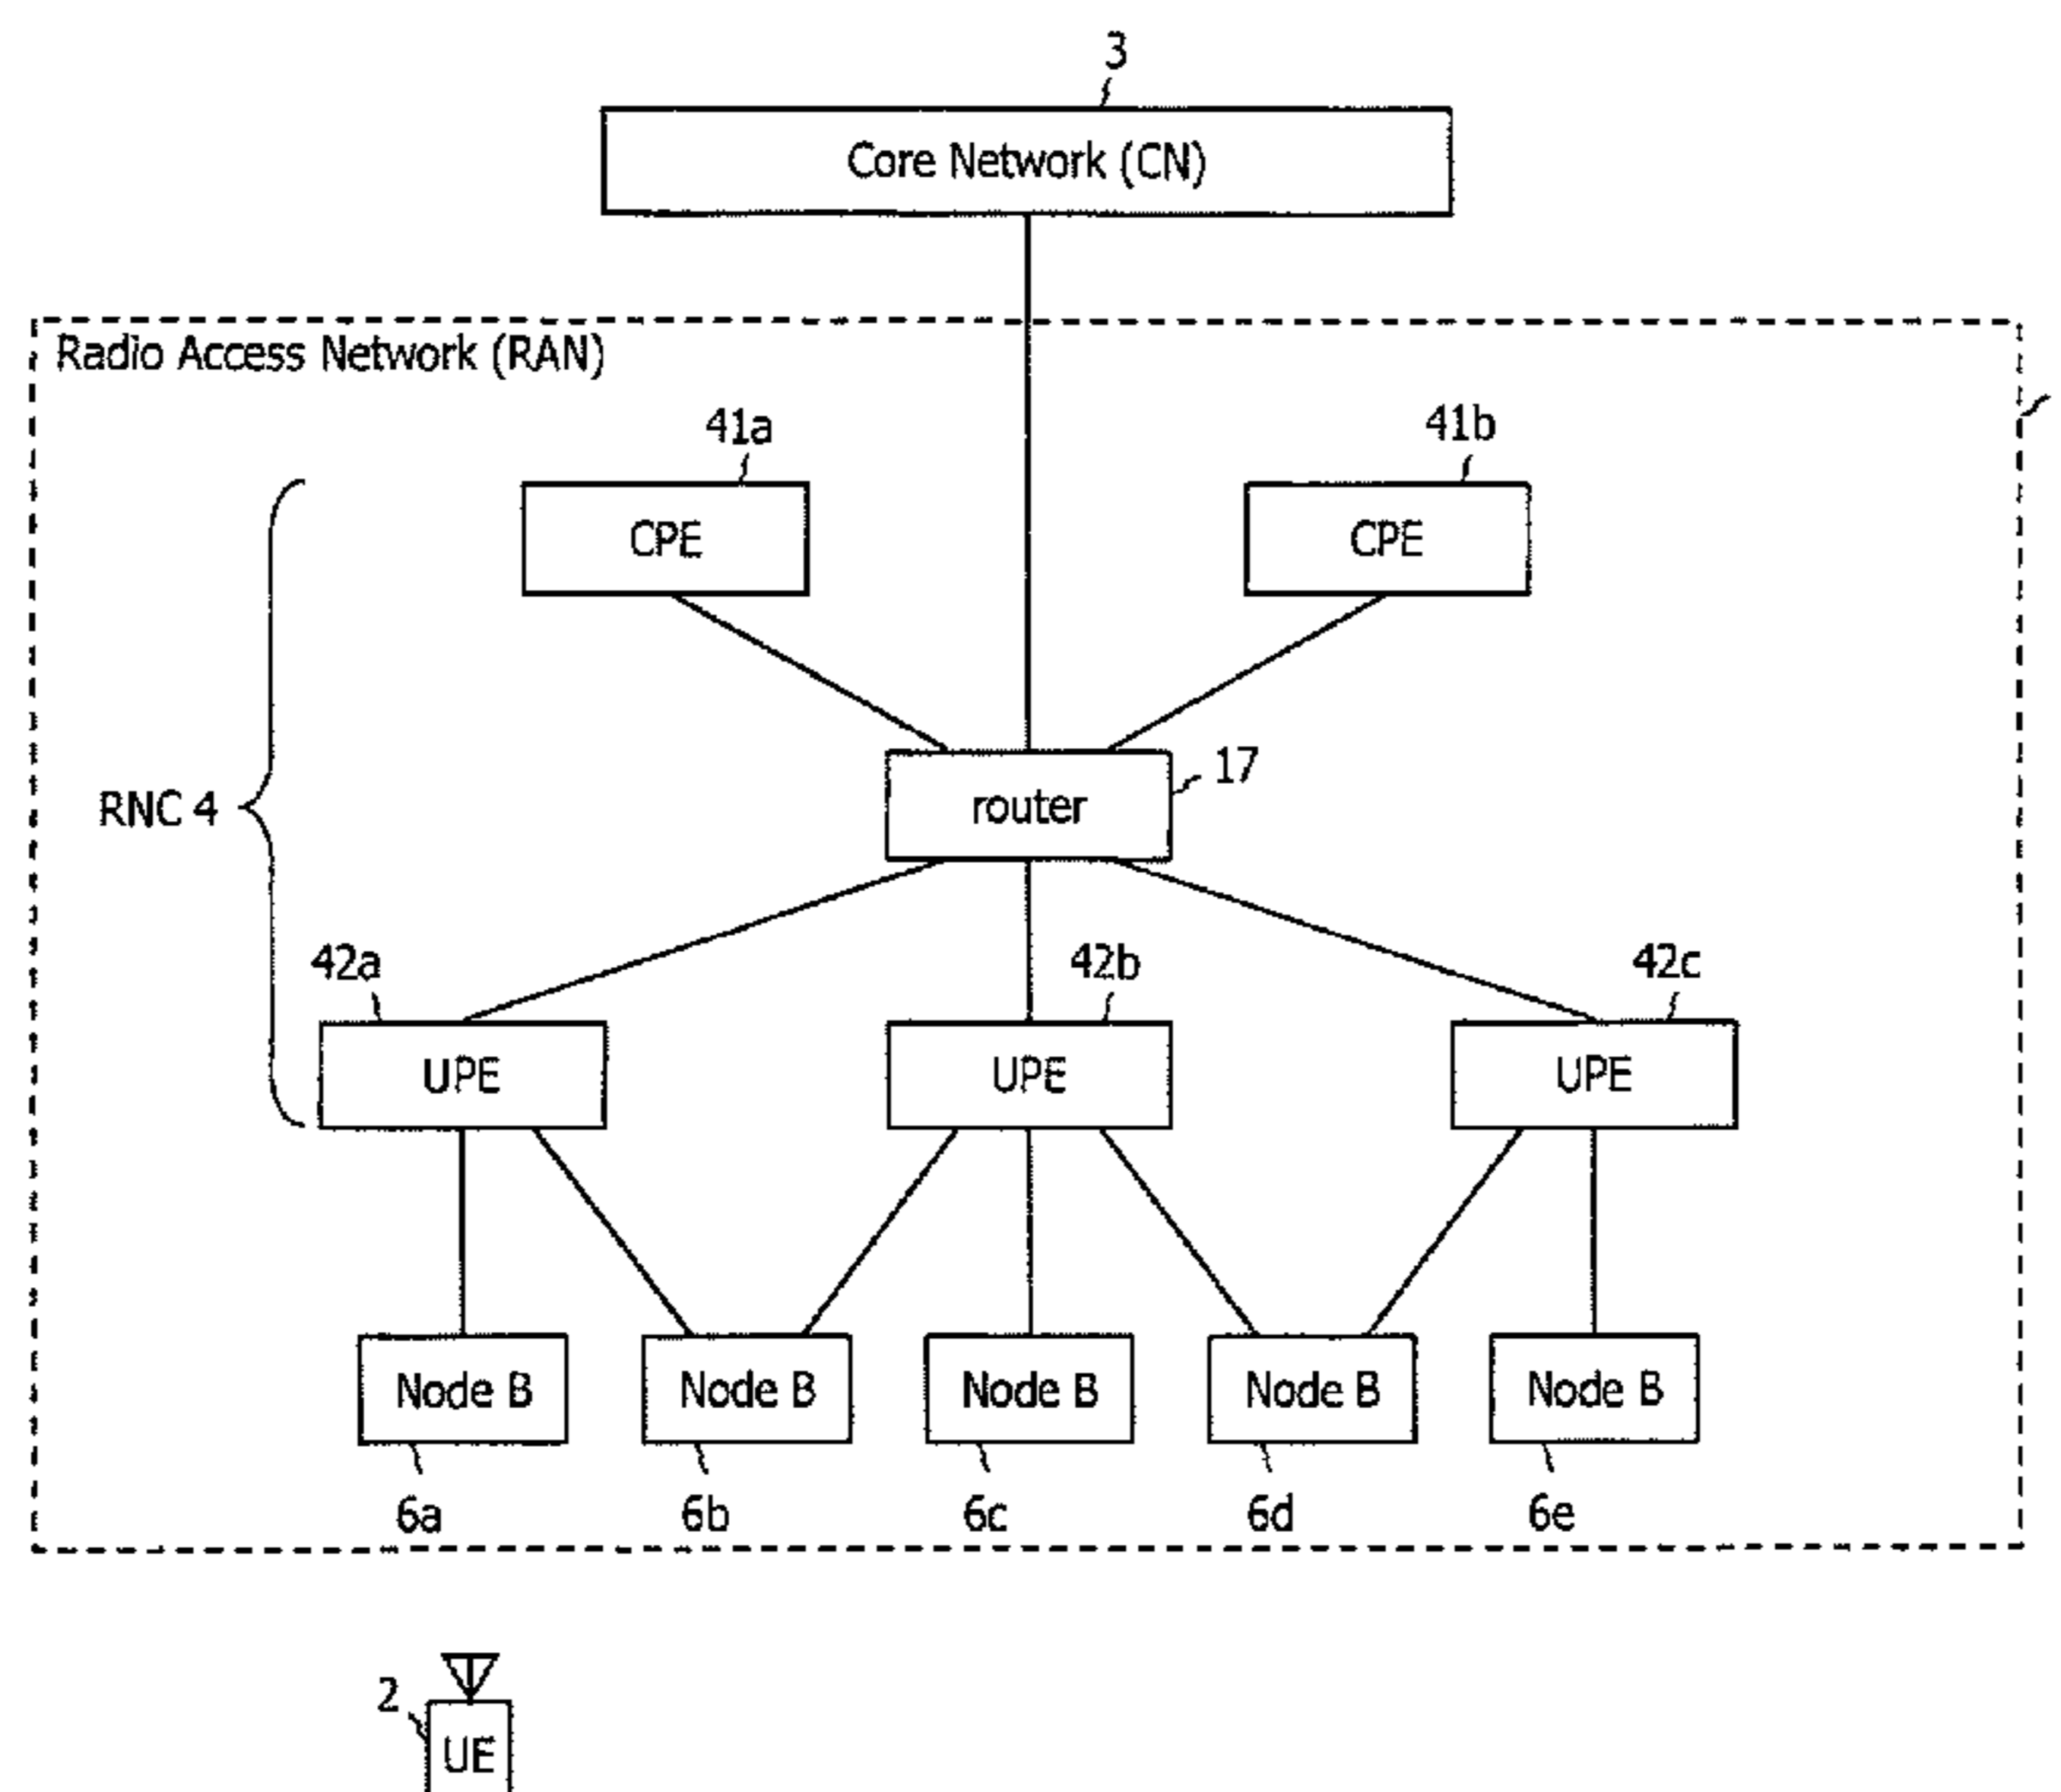 3
Core Network (CN)
Radio Access Network (RAN)
41a
41b
CPE
CPE
17
RNC 4
router
42a
42b
42c
UPE
UPE
UPE
Node B
Node B
Node B
Node B
Node B
6a
6b
6c
6d
6e
2
UE